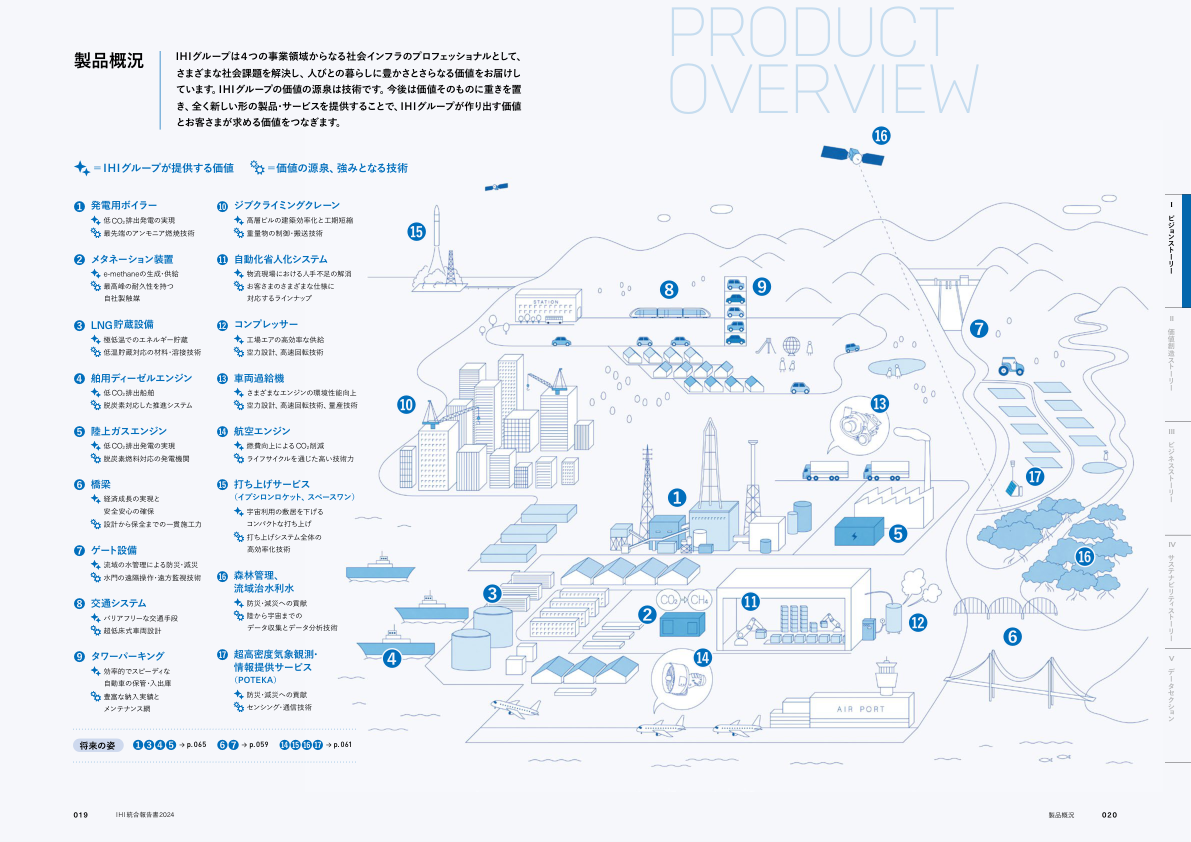 PRODUCT
OVERVIEW
製品概況
IHIグループは4つの事業領域からなる社会インフラのプロフェッショナルとして、
さまざまな社会課題を解決し、人びとの暮らしに豊かさとさらなる価値をお届けし
ています。IHIグループの価値の源泉は技術です。今後は価値そのものに重きを置
き、全く新しい形の製品・サービスを提供することで、IHIグループが作り出す価値
とお客さまが求める価値をつなぎます。
=IHIグループが提供する価値 =価値の源泉、強みとなる技術
1 発電用ボイラー
低CO₂排出発電の実現
最先端のアンモニア燃焼技術
2 メタネーション装置
e-methaneの生成・供給
最高峰の耐久性を持つ
自社製触媒
3 LNG貯蔵設備
極低温でのエネルギー貯蔵
低温貯蔵対応の材料・溶接技術
4 舶用ディーゼルエンジン
低CO₂排出船舶
脱炭素対応した推進システム
5 陸上ガスエンジン
低CO₂排出発電の実現
脱炭素燃料対応の発電機関
6 橋梁
経済成長の実現と
安全安心の確保
設計から保全までの一貫施工力
7 ゲート設備
流域の水管理による防災・減災
水門の遠隔操作・遠方監視技術
8 交通システム
バリアフリーな交通手段
超低床式車両設計
9 タワーパーキング
効率的でスピーディな
自動車の保管・入出庫
豊富な納入実績と
メンテナンス網
10 ジブクライミングクレーン
高層ビルの建築効率化と工期短縮
重量物の制御・搬送技術
11 自動化省人化システム
物流現場における人手不足の解消
お客さまのさまざまな仕様に
対応するラインナップ
12 コンプレッサー
工場エアの高効率な供給
空力設計、高速回転技術
13 車両過給機
さまざまなエンジンの環境性能向上
空力設計、高速回転技術、量産技術
14 航空エンジン
燃費向上によるCO₂削減
ライフサイクルを通じた高い技術力
15 打ち上げサービス
（イプシロンロケット、スペースワン）
宇宙利用の敷居を下げる
コンパクトな打ち上げ
打ち上げシステム全体の
高効率化技術
16 森林管理、
流域治水利水
防災・減災への貢献
陸から宇宙までの
データ収集とデータ分析技術
17 超高密度気象観測・
情報提供サービス
（POTEKA）
防災・減災への貢献
センシング・通信技術
将来の姿 1 3 4 5 → p.065 6 7 → p.059 14 15 16 17 → p.061
16
15
STATION
8
9
7
10
13
17
1
5
16
3
CO₂ CH₄
2
11
12
6
4
14
AIR PORT
I ビジョンストーリー
II 価値創造ストーリー
III ビジネスストーリー
IV サステナビリティストーリー
V データセクション
019 IHI統合報告書2024
製品概況 020